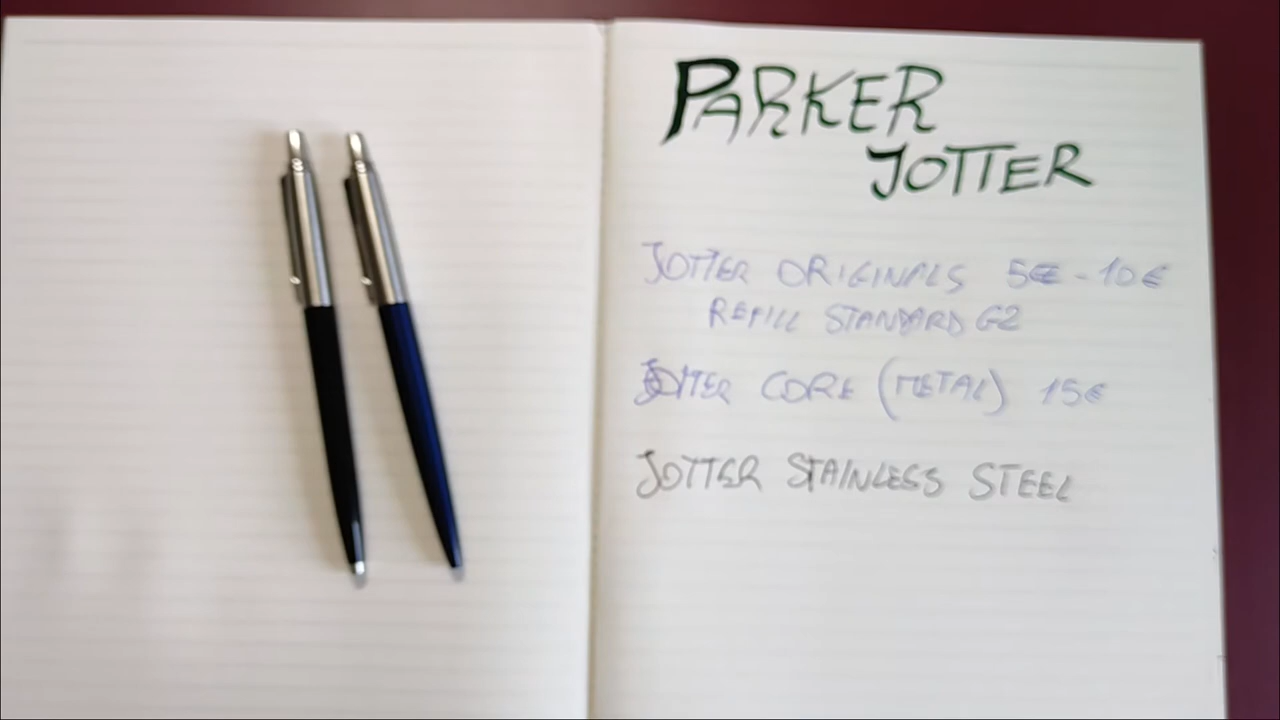 PARKER
JOTTER
JOTTER ORIGINALS 5€ - 10€
REFILL STANDARD G2
JOTTER CORE (METAL) 15€
JOTTER STAINLESS STEEL